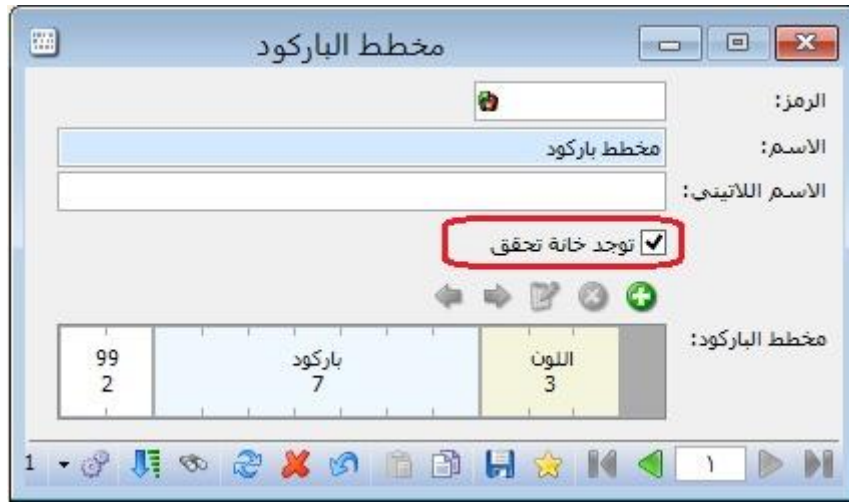 مخطط الباركود
الرمز:
الاسم: مخطط باركود
الاسم اللاتيني:
توجد خانة تحقق
مخطط الباركود:
اللون باركود 99
3 7 2
١ 1